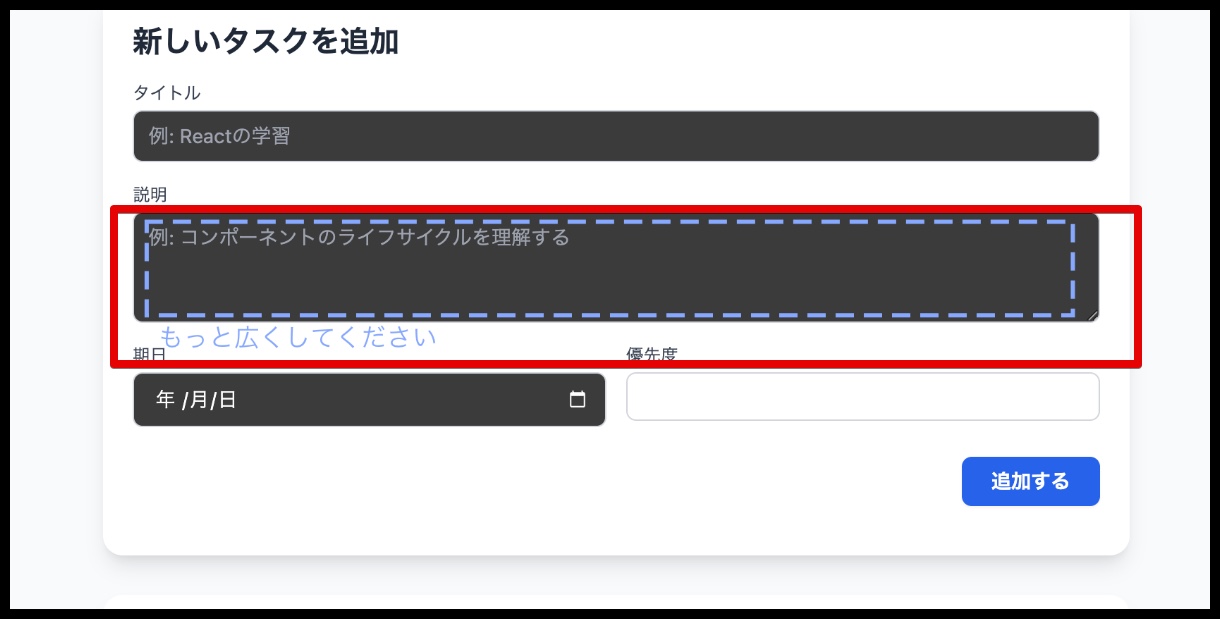 新しいタスクを追加
タイトル
例: Reactの学習
説明
例: コンポーネントのライフサイクルを理解する
もっと広くしてください
期日
優先度
年 /月/日
追加する